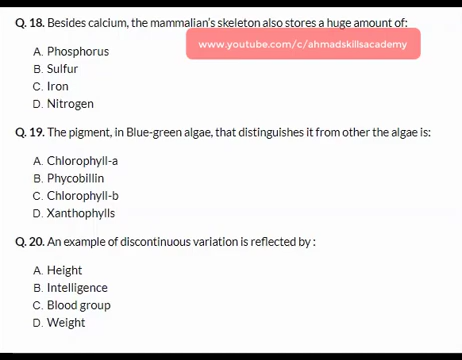 Q. 18. Besides calcium, the mammalian's skeleton also stores a huge amount of:
www.youtube.com/c/ahmadskillsacademy
A. Phosphorus
B. Sulfur
C. Iron
D. Nitrogen
Q. 19. The pigment, in Blue-green algae, that distinguishes it from other the algae is:
A. Chlorophyll-a
B. Phycobillin
C. Chlorophyll-b
D. Xanthophylls
Q. 20. An example of discontinuous variation is reflected by :
A. Height
B. Intelligence
C. Blood group
D. Weight